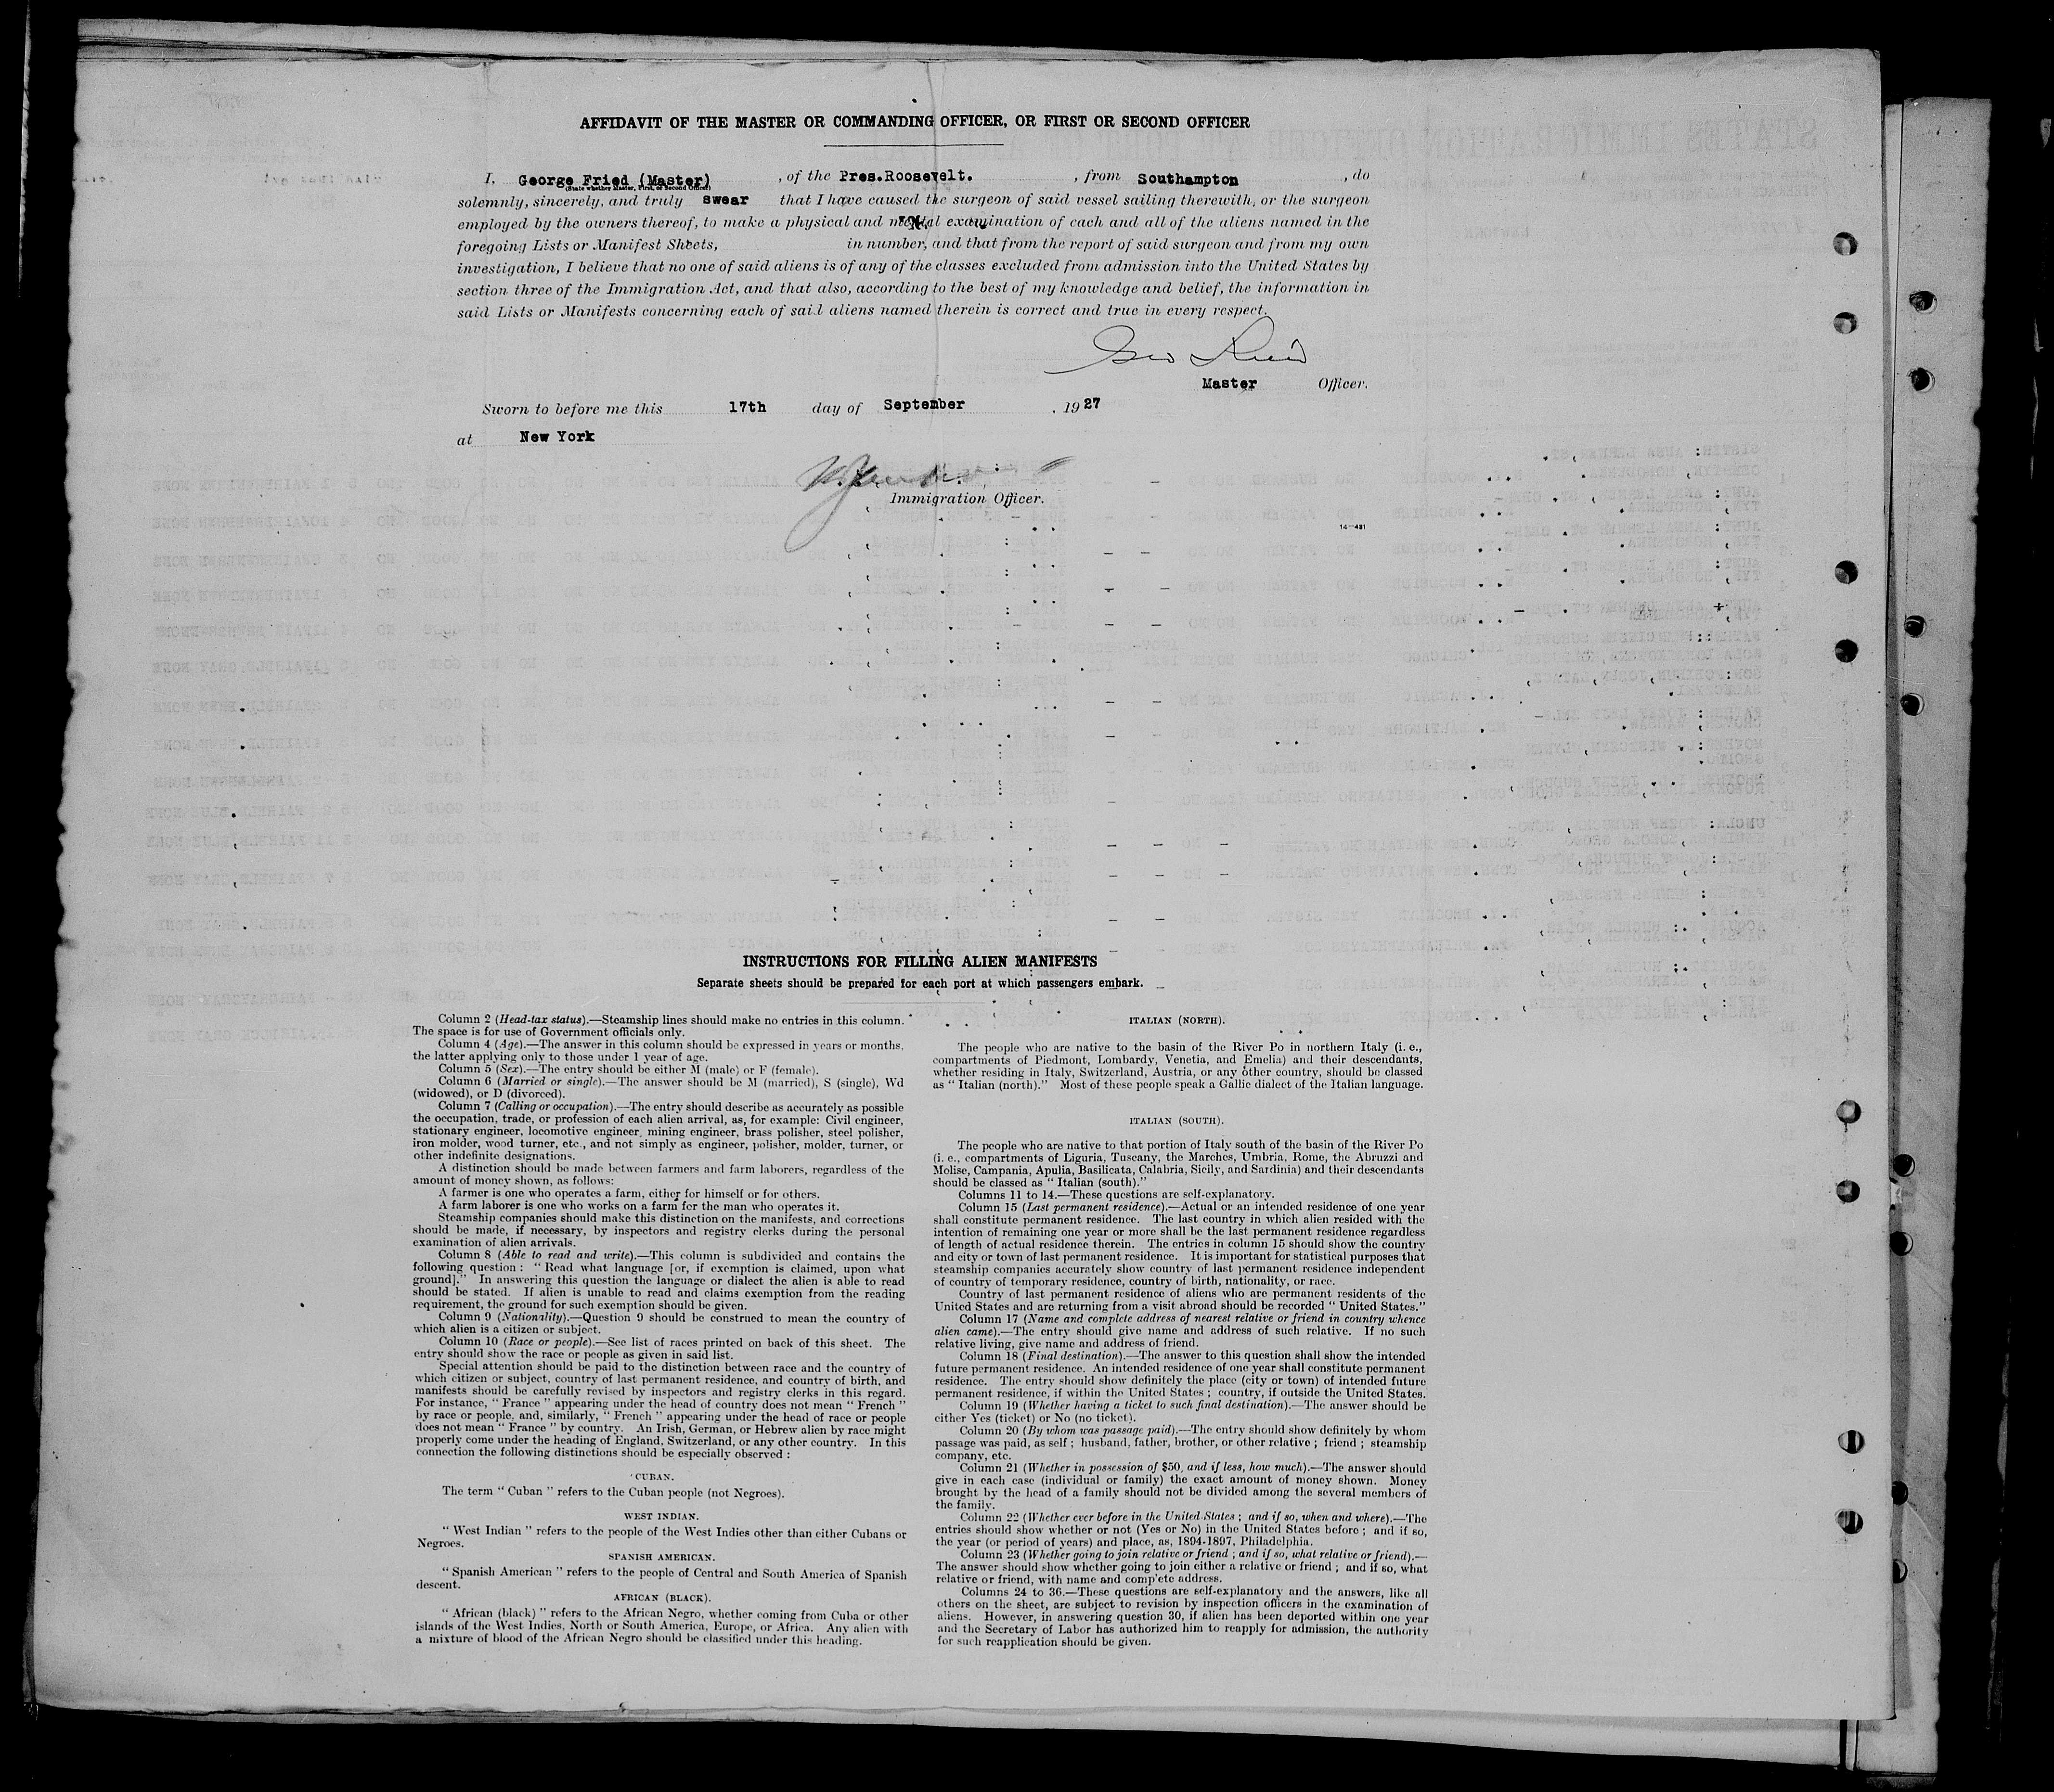 AFFIDAVIT OF THE MASTER OR COMMANDING OFFICER, OR FIRST OR SECOND OFFICER
I, George Fried (Master), of the Pres.Roosevelt., from Southampton, do
(State whether Master, First, or Second Officer)
solemnly, sincerely, and truly swear that I have caused the surgeon of said vessel sailing therewith, or the surgeon
employed by the owners thereof, to make a physical and mental examination of each and all of the aliens named in the
foregoing Lists or Manifest Sheets, in number, and that from the report of said surgeon and from my own
investigation, I believe that no one of said aliens is of any of the classes excluded from admission into the United States by
section three of the Immigration Act, and that also, according to the best of my knowledge and belief, the information in
said Lists or Manifests concerning each of said aliens named therein is correct and true in every respect.
Geo Fried
Master Officer.
Sworn to before me this 17th day of September, 1927
at New York
Immigration Officer.
14—431
INSTRUCTIONS FOR FILLING ALIEN MANIFESTS
Separate sheets should be prepared for each port at which passengers embark.
Column 2 (Head-tax status).—Steamship lines should make no entries in this column.
The space is for use of Government officials only.
Column 4 (Age).—The answer in this column should be expressed in years or months,
the latter applying only to those under 1 year of age.
Column 5 (Sex).—The entry should be either M (male) or F (female).
Column 6 (Married or single).—The answer should be M (married), S (single), Wd
(widowed), or D (divorced).
Column 7 (Calling or occupation).—The entry should describe as accurately as possible
the occupation, trade, or profession of each alien arrival, as, for example: Civil engineer,
stationary engineer, locomotive engineer, mining engineer, brass polisher, steel polisher,
iron molder, wood turner, etc., and not simply as engineer, polisher, molder, turner, or
other indefinite designations.
A distinction should be made between farmers and farm laborers, regardless of the
amount of money shown, as follows:
A farmer is one who operates a farm, either for himself or for others.
A farm laborer is one who works on a farm for the man who operates it.
Steamship companies should make this distinction on the manifests, and corrections
should be made, if necessary, by inspectors and registry clerks during the personal
examination of alien arrivals.
Column 8 (Able to read and write).—This column is subdivided and contains the
following question: "Read what language [or, if exemption is claimed, upon what
ground]." In answering this question the language or dialect the alien is able to read
should be stated. If alien is unable to read and claims exemption from the reading
requirement, the ground for such exemption should be given.
Column 9 (Nationality).—Question 9 should be construed to mean the country of
which alien is a citizen or subject.
Column 10 (Race or people).—See list of races printed on back of this sheet. The
entry should show the race or people as given in said list.
Special attention should be paid to the distinction between race and the country of
which citizen or subject, country of last permanent residence, and country of birth, and
manifests should be carefully revised by inspectors and registry clerks in this regard.
For instance, "France" appearing under the head of country does not mean "French"
by race or people, and, similarly, "French" appearing under the head of race or people
does not mean "France" by country. An Irish, German, or Hebrew alien by race might
properly come under the heading of England, Switzerland, or any other country. In this
connection the following distinctions should be especially observed:
CUBAN.
The term "Cuban" refers to the Cuban people (not Negroes).
WEST INDIAN.
"West Indian" refers to the people of the West Indies other than either Cubans or
Negroes.
SPANISH AMERICAN.
"Spanish American" refers to the people of Central and South America of Spanish
descent.
AFRICAN (BLACK).
"African (black)" refers to the African Negro, whether coming from Cuba or other
islands of the West Indies, North or South America, Europe, or Africa. Any alien with
a mixture of blood of the African Negro should be classified under this heading.
ITALIAN (NORTH).
The people who are native to the basin of the River Po in northern Italy (i. e.,
compartments of Piedmont, Lombardy, Venetia, and Emelia) and their descendants,
whether residing in Italy, Switzerland, Austria, or any other country, should be classed
as "Italian (north)." Most of these people speak a Gallic dialect of the Italian language.
ITALIAN (SOUTH).
The people who are native to that portion of Italy south of the basin of the River Po
(i. e., compartments of Liguria, Tuscany, the Marches, Umbria, Rome, the Abruzzi and
Molise, Campania, Apulia, Basilicata, Calabria, Sicily, and Sardinia) and their descendants
should be classed as "Italian (south)."
Columns 11 to 14.—These questions are self-explanatory.
Column 15 (Last permanent residence).—Actual or an intended residence of one year
shall constitute permanent residence. The last country in which alien resided with the
intention of remaining one year or more shall be the last permanent residence regardless
of length of actual residence therein. The entries in column 15 should show the country
and city or town of last permanent residence. It is important for statistical purposes that
steamship companies accurately show country of last permanent residence independent
of country of temporary residence, country of birth, nationality, or race.
Country of last permanent residence of aliens who are permanent residents of the
United States and are returning from a visit abroad should be recorded "United States."
Column 17 (Name and complete address of nearest relative or friend in country whence
alien came).—The entry should give name and address of such relative. If no such
relative living, give name and address of friend.
Column 18 (Final destination).—The answer to this question shall show the intended
future permanent residence. An intended residence of one year shall constitute permanent
residence. The entry should show definitely the place (city or town) of intended future
permanent residence, if within the United States; country, if outside the United States.
Column 19 (Whether having a ticket to such final destination).—The answer should be
either Yes (ticket) or No (no ticket).
Column 20 (By whom was passage paid).—The entry should show definitely by whom
passage was paid, as self; husband, father, brother, or other relative; friend; steamship
company, etc.
Column 21 (Whether in possession of $50, and if less, how much).—The answer should
give in each case (individual or family) the exact amount of money shown. Money
brought by the head of a family should not be divided among the several members of
the family.
Column 22 (Whether ever before in the United States; and if so, when and where).—The
entries should show whether or not (Yes or No) in the United States before; and if so,
the year (or period of years) and place, as, 1894-1897, Philadelphia.
Column 23 (Whether going to join relative or friend; and if so, what relative or friend).—
The answer should show whether going to join either a relative or friend; and if so, what
relative or friend, with name and complete address.
Columns 24 to 36.—These questions are self-explanatory and the answers, like all
others on the sheet, are subject to revision by inspection officers in the examination of
aliens. However, in answering question 30, if alien has been deported within one year
and the Secretary of Labor has authorized him to reapply for admission, the authority
for such reapplication should be given.